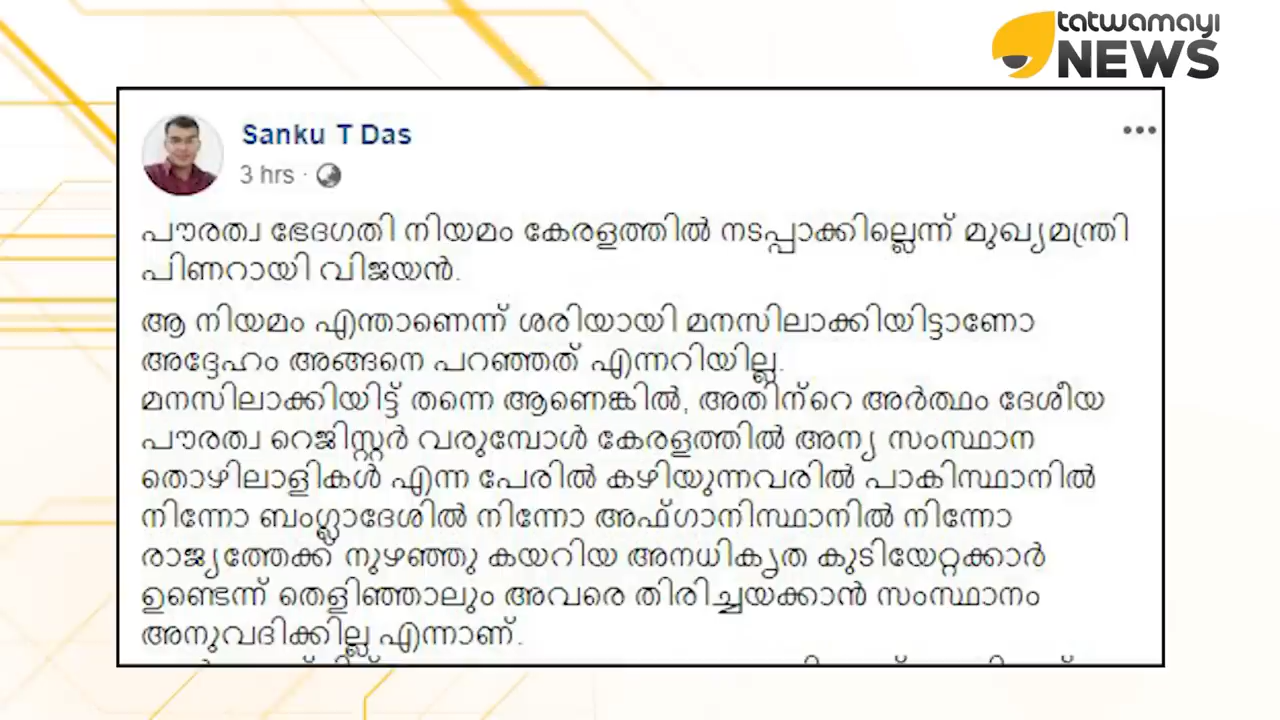 tatwamayi
NEWS
Sanku T Das
3 hrs ·
പൗരത്വ ഭേദഗതി നിയമം കേരളത്തിൽ നടപ്പാക്കില്ലെന്ന് മുഖ്യമന്ത്രി
പിണറായി വിജയൻ.
ആ നിയമം എന്താണെന്ന് ശരിയായി മനസിലാക്കിയിട്ടാണോ
അദ്ദേഹം അങ്ങനെ പറഞ്ഞത് എന്നറിയില്ല.
മനസിലാക്കിയിട്ട് തന്നെ ആണെങ്കിൽ, അതിന്റെ അർത്ഥം ദേശീയ
പൗരത്വ റെജിസ്റ്റർ വരുമ്പോൾ കേരളത്തിൽ അന്യ സംസ്ഥാന
തൊഴിലാളികൾ എന്ന പേരിൽ കഴിയുന്നവരിൽ പാകിസ്ഥാനിൽ
നിന്നോ ബംഗ്ലാദേശിൽ നിന്നോ അഫ്ഗാനിസ്ഥാനിൽ നിന്നോ
രാജ്യത്തേക്ക് നുഴഞ്ഞു കയറിയ അനധികൃത കുടിയേറ്റക്കാർ
ഉണ്ടെന്ന് തെളിഞ്ഞാലും അവരെ തിരിച്ചയക്കാൻ സംസ്ഥാനം
അനുവദിക്കില്ല എന്നാണ്.